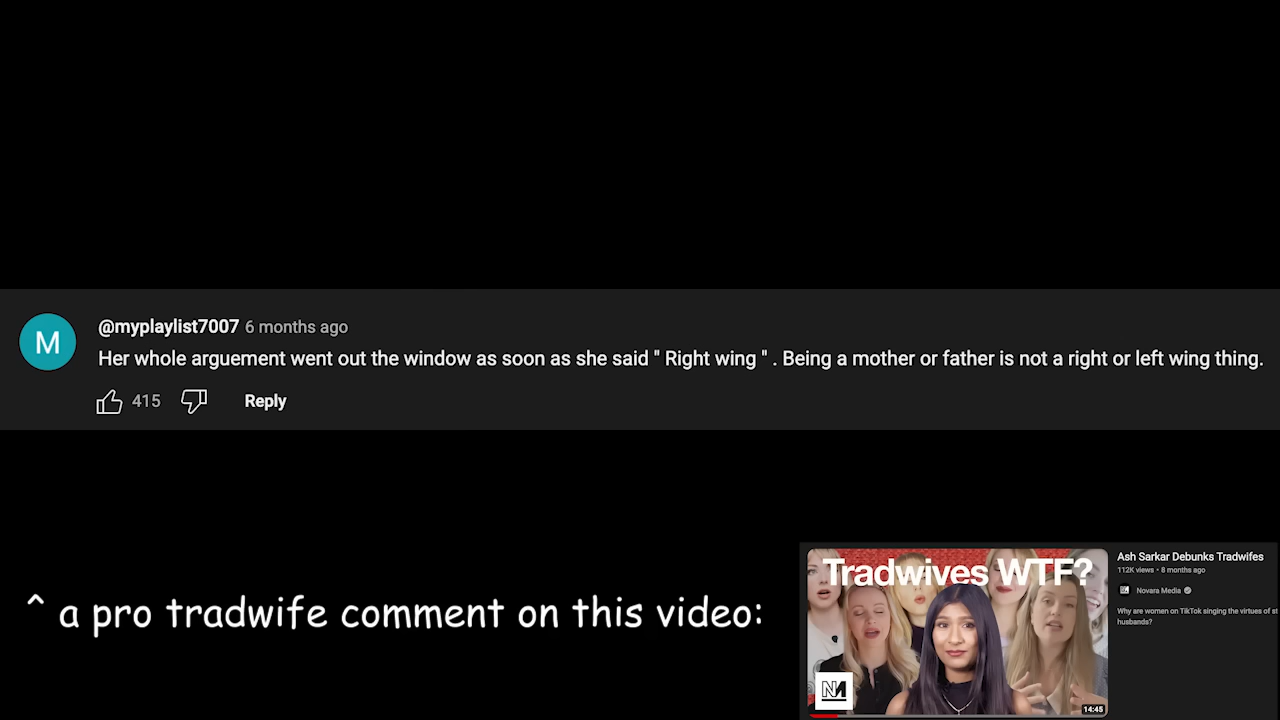 M
@myplaylist7007 6 months ago
Her whole arguement went out the window as soon as she said " Right wing " . Being a mother or father is not a right or left wing thing.
415
Reply
^ a pro tradwife comment on this video:
Tradwives WTF?
NM
14:45
Ash Sarkar Debunks Tradwifes
112K views • 8 months ago
Novara Media
Why are women on TikTok singing the virtues of
husbands?